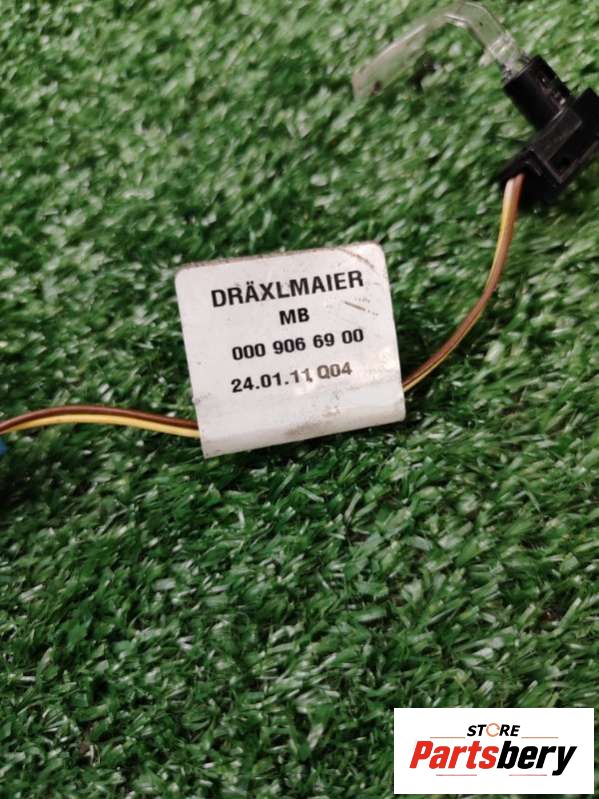 DRÄXLMAIER
MB
000 906 69 00
24.01.11 Q04
STORE
Partsbery